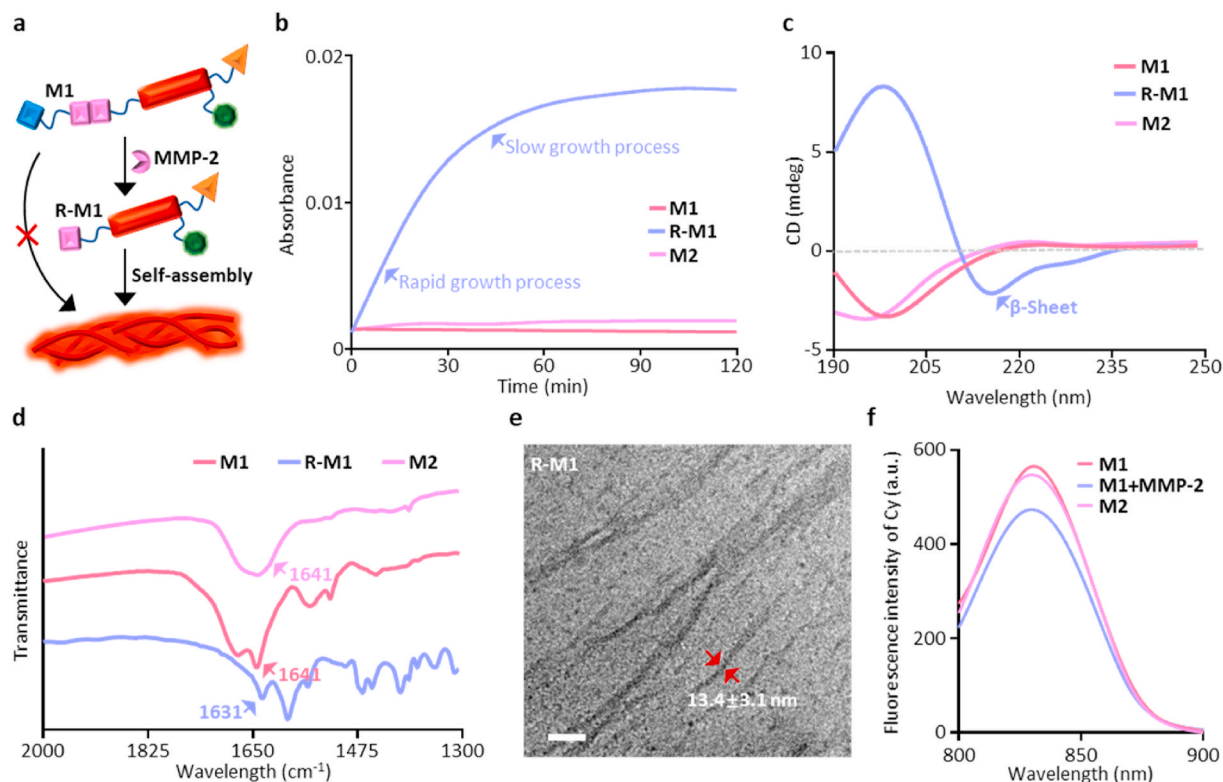 a
M1
MMP-2
R-M1
Self-assembly
b
Absorbance
0.02
0.01
0
Slow growth process
Rapid growth process
M1
R-M1
M2
0 30 60 90 120
Time (min)
c
CD (mdeg)
10
5
0
-5
M1
R-M1
M2
β-Sheet
190 205 220 235 250
Wavelength (nm)
d
Transmittance
M1 R-M1 M2
1641
1641
1631
2000 1825 1650 1475 1300
Wavelength (cm⁻¹)
e
R-M1
13.4±3.1 nm
f
Fluorescence intensity of Cy (a.u.)
600
400
200
0
M1
M1+MMP-2
M2
800 850 900
Wavelength (nm)